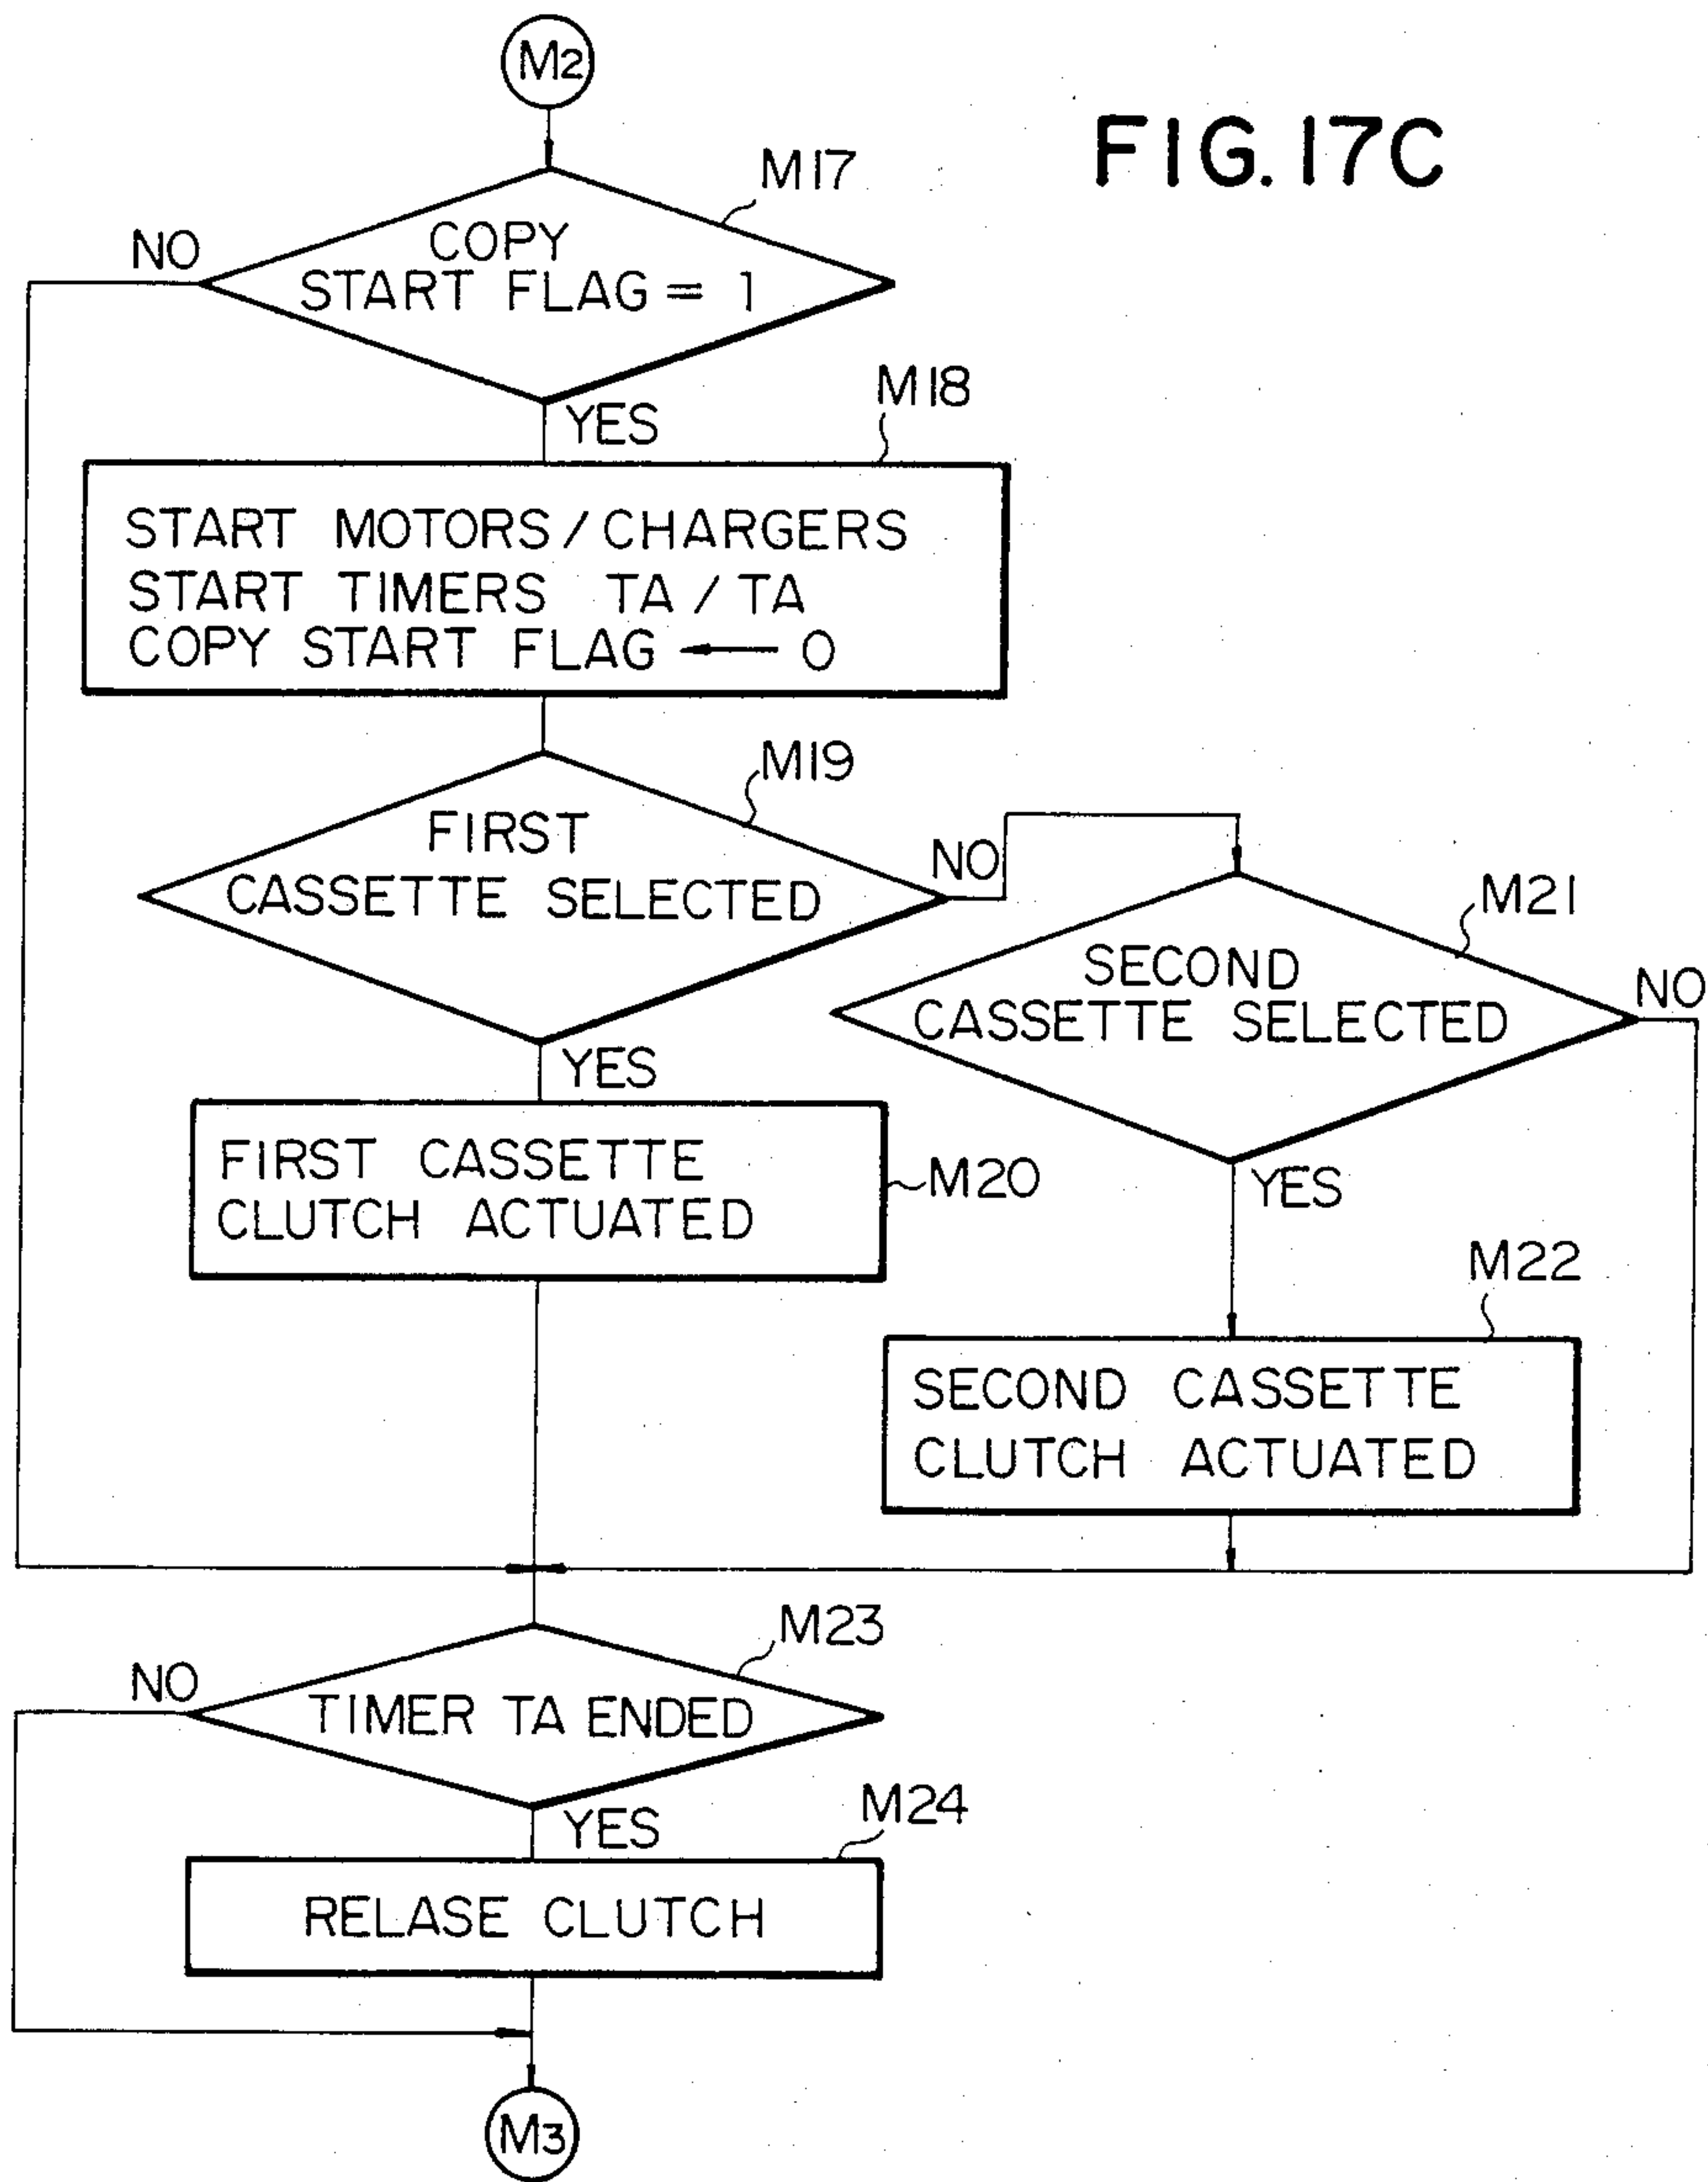 M2
FIG. 17C
M17
NO
COPY
START FLAG = 1
YES
M18
START MOTORS / CHARGERS
START TIMERS TA / TA
COPY START FLAG ← 0
M19
FIRST
CASSETTE SELECTED
NO
M21
SECOND
CASSETTE SELECTED
NO
YES
FIRST CASSETTE
CLUTCH ACTUATED
M20
YES
M22
SECOND CASSETTE
CLUTCH ACTUATED
M23
NO
TIMER TA ENDED
YES
M24
RELASE CLUTCH
M3